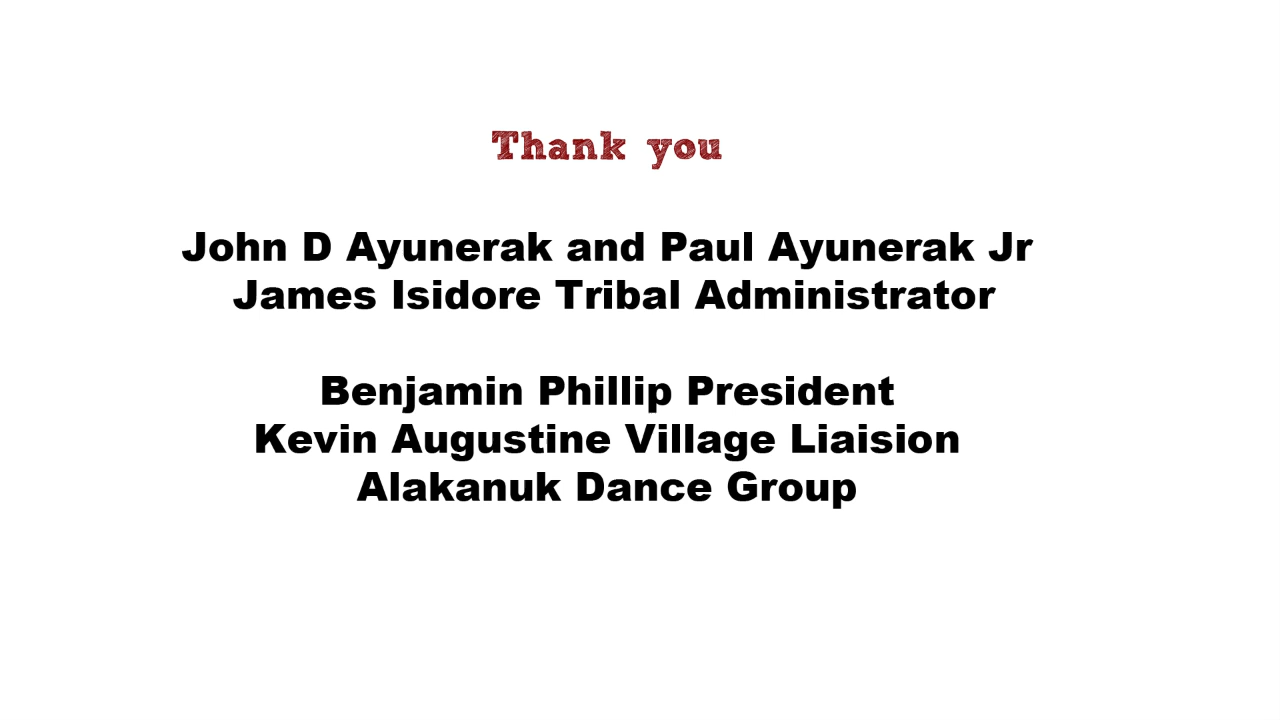 Thank you
John D Ayunerak and Paul Ayunerak Jr
James Isidore Tribal Administrator
Benjamin Phillip President
Kevin Augustine Village Liaision
Alakanuk Dance Group